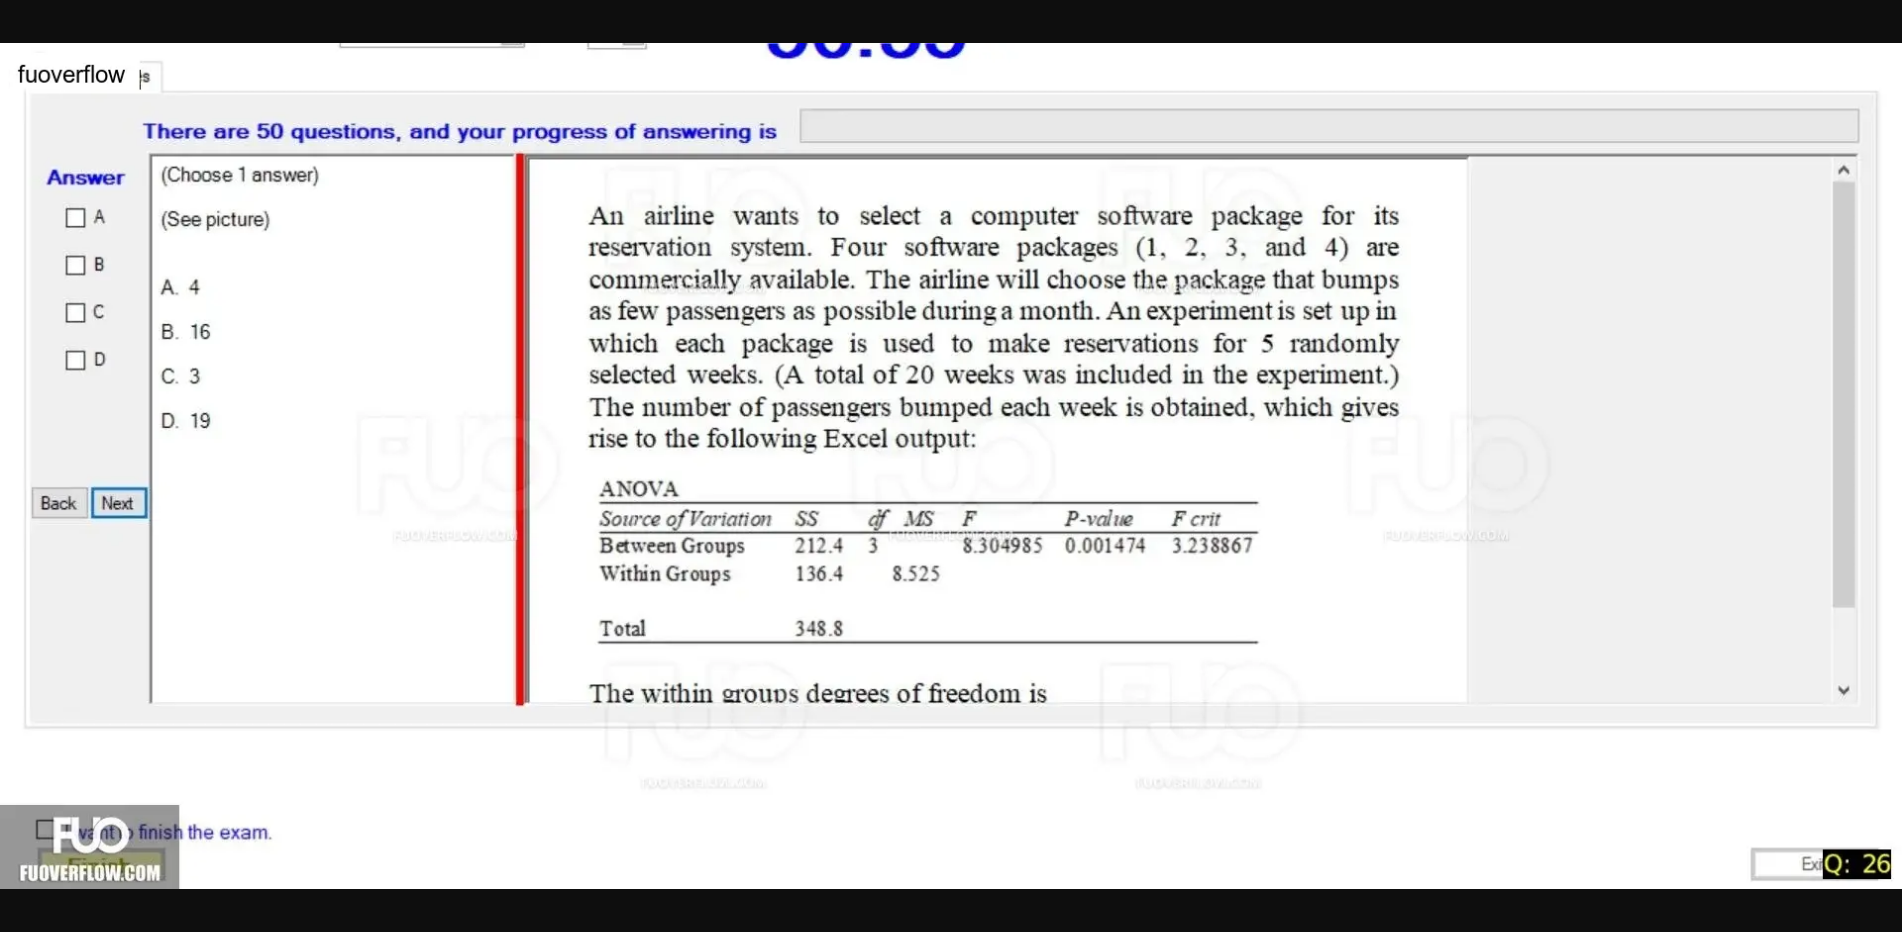 fuoverflow
There are 50 questions, and your progress of answering is
Answer
A
B
C
D
Back Next
(Choose 1 answer)
(See picture)
A. 4
B. 16
C. 3
D. 19
An airline wants to select a computer software package for its
reservation system. Four software packages (1, 2, 3, and 4) are
commercially available. The airline will choose the package that bumps
as few passengers as possible during a month. An experiment is set up in
which each package is used to make reservations for 5 randomly
selected weeks. (A total of 20 weeks was included in the experiment.)
The number of passengers bumped each week is obtained, which gives
rise to the following Excel output:
ANOVA
Source of Variation SS df MS F P-value F crit
Between Groups 212.4 3 8.304985 0.001474 3.238867
Within Groups 136.4 8.525
Total 348.8
The within groups degrees of freedom is
FUO
FUOVERFLOW.COM
want to finish the exam.
Finish
FUO
FUOVERFLOW.COM
Exi
Q: 26